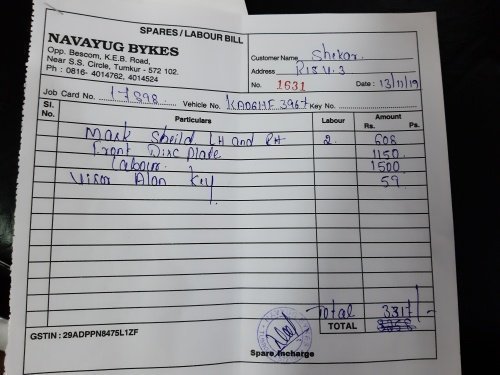 SPARES / LABOUR BILL
NAVAYUG BYKES
Opp. Bescom, K.E.B. Road,
Near S.S. Circle, Tumkur - 572 102.
Ph : 0816- 4014762, 4014524
Customer Name Shekar
Address R15 V.3
No. 1631 Date : 13/11/19
Job Card No. 17898 Vehicle No. KA06HF 3967 Key No.
Sl. No. Particulars Labour Amount Rs. Ps.
Mask Sheild LH and RH 2 608
Front Disc plate 1150
Labour 1500
Visor Alan Key 59
Total 3317/-
TOTAL
GSTIN : 29ADPPN8475L1ZF
Spare Incharge